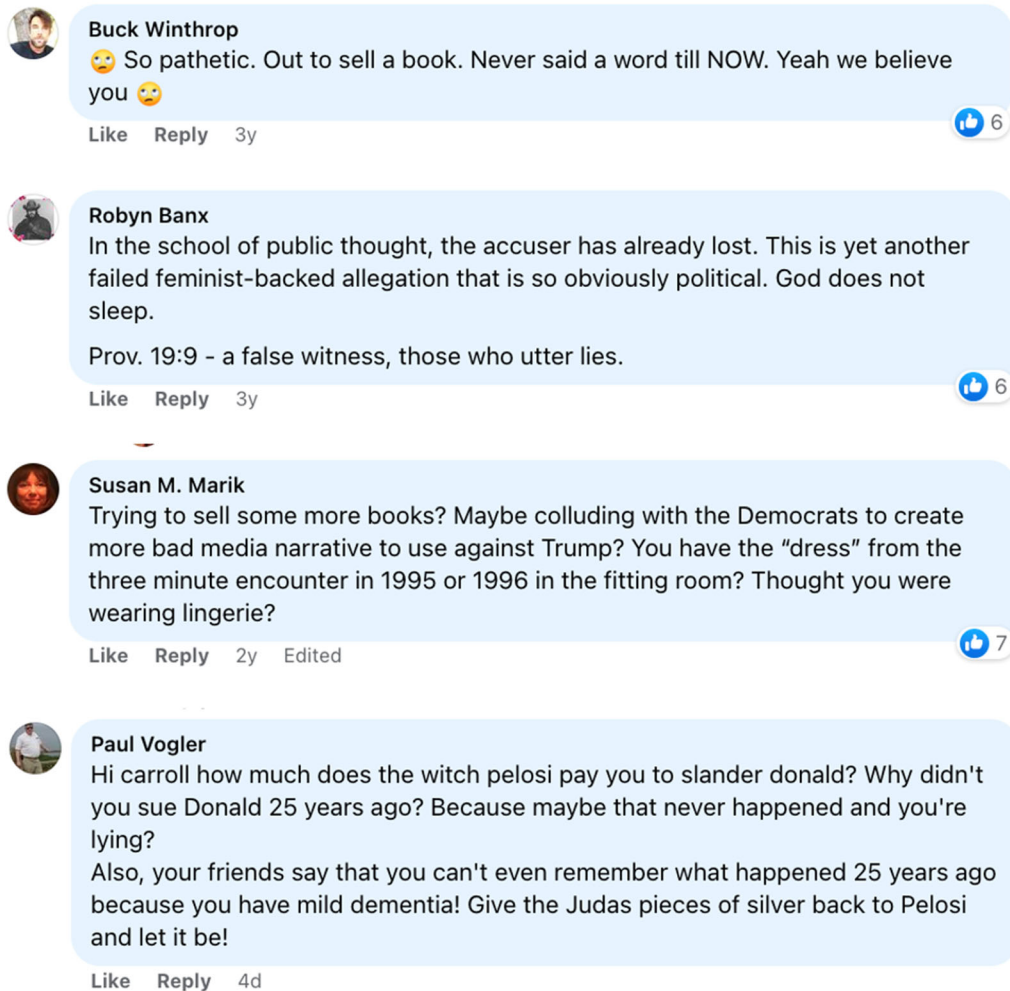 Buck Winthrop
🙄 So pathetic. Out to sell a book. Never said a word till NOW. Yeah we believe
you 🙄
Like Reply 3y
6
Robyn Banx
In the school of public thought, the accuser has already lost. This is yet another
failed feminist-backed allegation that is so obviously political. God does not
sleep.
Prov. 19:9 - a false witness, those who utter lies.
Like Reply 3y
6
Susan M. Marik
Trying to sell some more books? Maybe colluding with the Democrats to create
more bad media narrative to use against Trump? You have the “dress” from the
three minute encounter in 1995 or 1996 in the fitting room? Thought you were
wearing lingerie?
Like Reply 2y Edited
7
Paul Vogler
Hi carroll how much does the witch pelosi pay you to slander donald? Why didn't
you sue Donald 25 years ago? Because maybe that never happened and you're
lying?
Also, your friends say that you can't even remember what happened 25 years ago
because you have mild dementia! Give the Judas pieces of silver back to Pelosi
and let it be!
Like Reply 4d